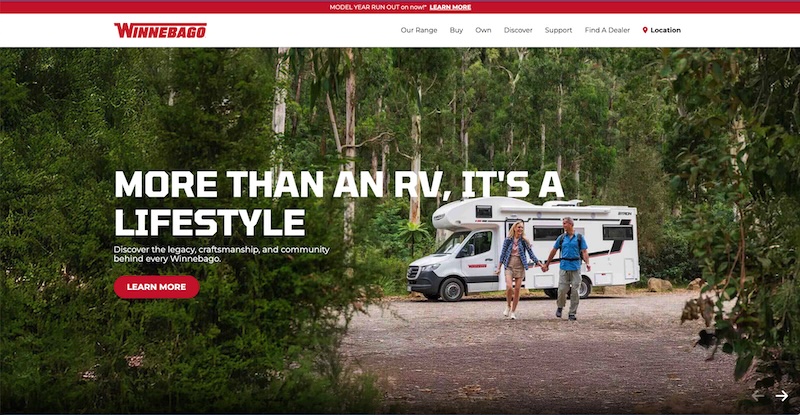 MODEL YEAR RUN OUT on now!* LEARN MORE
WINNEBAGO
Our Range Buy Own Discover Support Find A Dealer Location
MORE THAN AN RV, IT'S A
LIFESTYLE
Discover the legacy, craftsmanship, and community
behind every Winnebago.
LEARN MORE